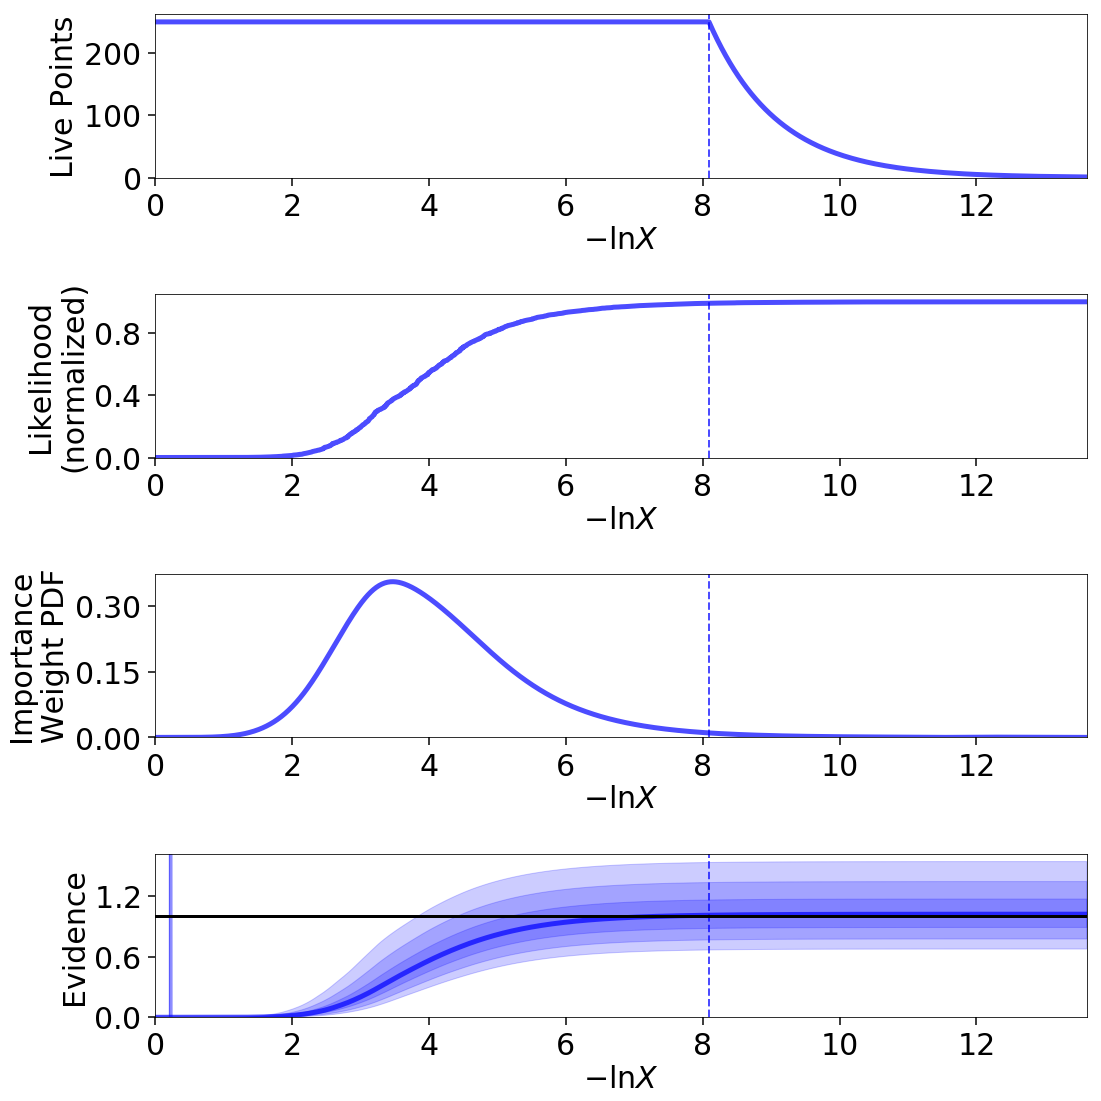 Live Points
200
100
0
0 2 4 6 8 10 12
−lnX
Likelihood
(normalized)
0.8
0.4
0.0
0 2 4 6 8 10 12
−lnX
Importance
Weight PDF
0.30
0.15
0.00
0 2 4 6 8 10 12
−lnX
Evidence
1.2
0.6
0.0
0 2 4 6 8 10 12
−lnX